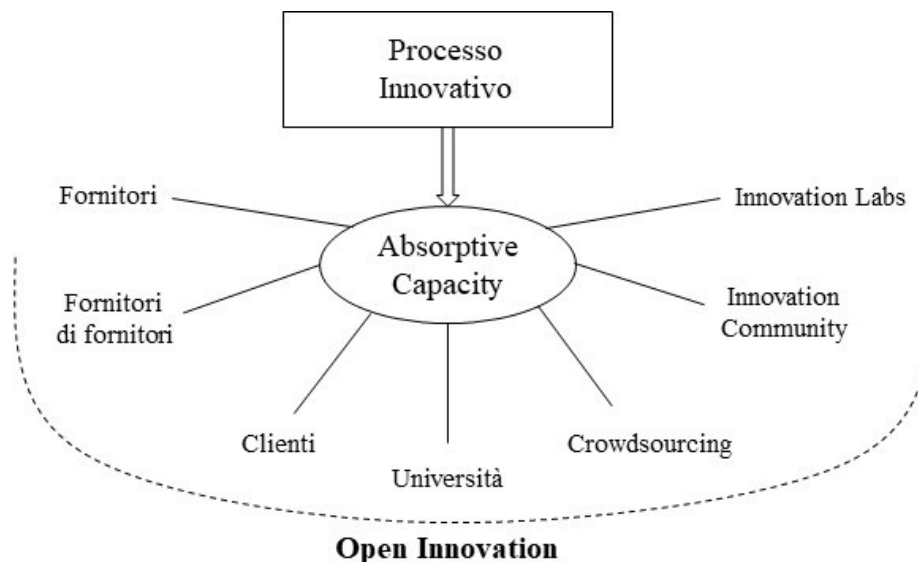 Processo
Innovativo
Fornitori
Innovation Labs
Absorptive
Capacity
Fornitori
di fornitori
Innovation
Community
Clienti
Crowdsourcing
Università
Open Innovation